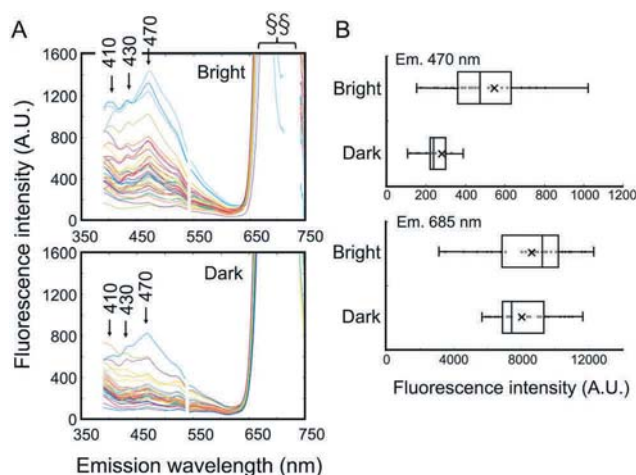 A
410
430
470
§§
Bright
1600
1200
800
400
0
350
450
550
650
750
Fluorescence intensity (A.U.)
Dark
410
430
470
1600
1200
800
400
0
350
450
550
650
750
Emission wavelength (nm)
B
Em. 470 nm
Bright
Dark
0 200 400 600 800 1000 1200
Em. 685 nm
Bright
Dark
4000 8000 12000
Fluorescence intensity (A.U.)